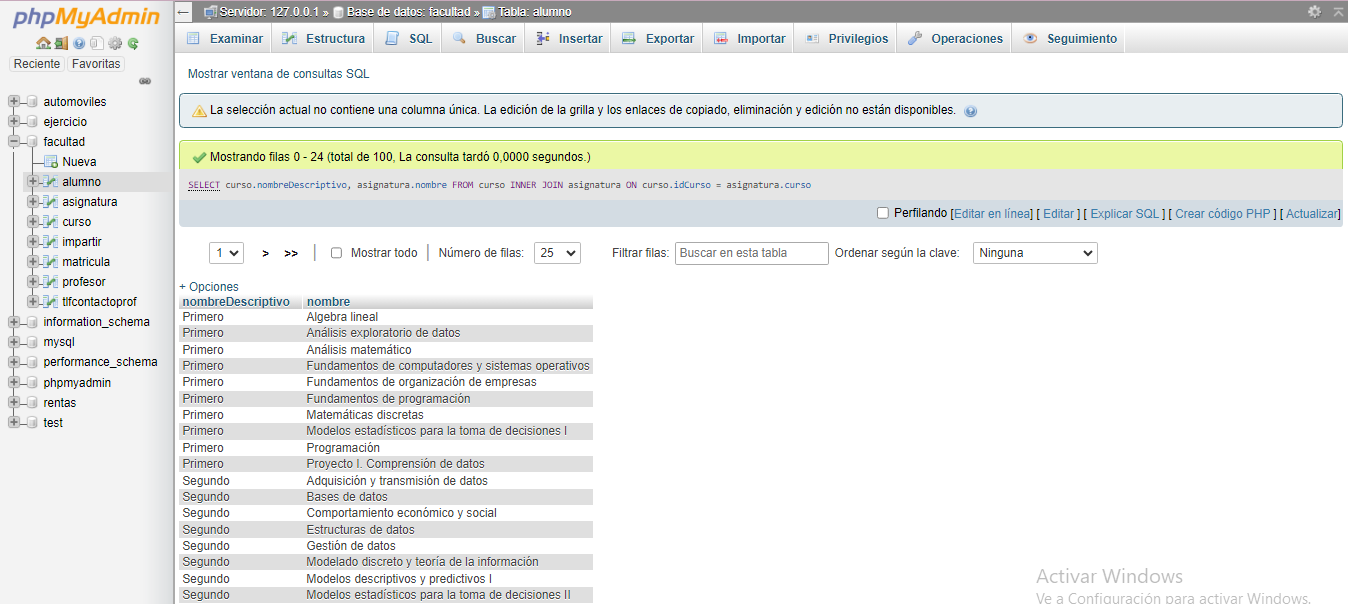 phpMyAdmin
Reciente Favoritas
automoviles
ejercicio
facultad
Nueva
alumno
asignatura
curso
impartir
matricula
profesor
tlfcontactoprof
information_schema
mysql
performance_schema
phpmyadmin
rentas
test
Servidor: 127.0.0.1 » Base de datos: facultad » Tabla: alumno
Examinar Estructura SQL Buscar Insertar Exportar Importar Privilegios Operaciones Seguimiento
Mostrar ventana de consultas SQL
La selección actual no contiene una columna única. La edición de la grilla y los enlaces de copiado, eliminación y edición no están disponibles.
Mostrando filas 0 - 24 (total de 100, La consulta tardó 0,0000 segundos.)
SELECT curso.nombreDescriptivo, asignatura.nombre FROM curso INNER JOIN asignatura ON curso.idCurso = asignatura.curso
Perfilando [Editar en línea] [ Editar ] [ Explicar SQL ] [ Crear código PHP ] [ Actualizar]
1 > >> | Mostrar todo | Número de filas: 25 Filtrar filas: Buscar en esta tabla Ordenar según la clave: Ninguna
+ Opciones
nombreDescriptivo nombre
Primero Algebra lineal
Primero Análisis exploratorio de datos
Primero Análisis matemático
Primero Fundamentos de computadores y sistemas operativos
Primero Fundamentos de organización de empresas
Primero Fundamentos de programación
Primero Matemáticas discretas
Primero Modelos estadísticos para la toma de decisiones I
Primero Programación
Primero Proyecto I. Comprensión de datos
Segundo Adquisición y transmisión de datos
Segundo Bases de datos
Segundo Comportamiento económico y social
Segundo Estructuras de datos
Segundo Gestión de datos
Segundo Modelado discreto y teoría de la información
Segundo Modelos descriptivos y predictivos I
Segundo Modelos estadísticos para la toma de decisiones II
Activar Windows
Ve a Configuración para activar Windows.